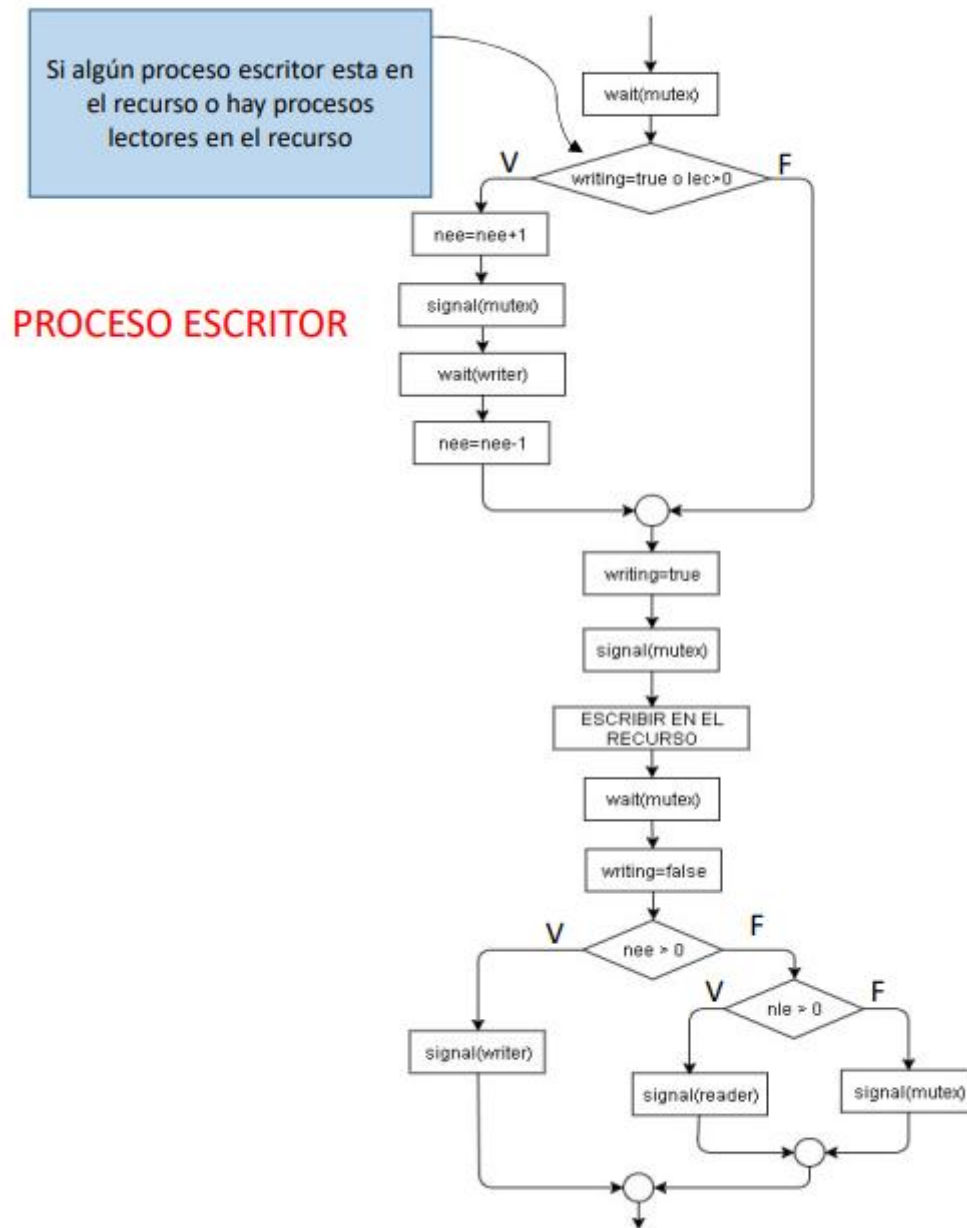 Si algún proceso escritor esta en
el recurso o hay procesos
lectores en el recurso
wait(mutex)
V
F
writing=true o lec>0
nee=nee+1
signal(mutex)
PROCESO ESCRITOR
wait(writer)
nee=nee-1
writing=true
signal(mutex)
ESCRIBIR EN EL
RECURSO
wait(mutex)
writing=false
V
F
nee > 0
V
F
nle > 0
signal(writer)
signal(reader)
signal(mutex)